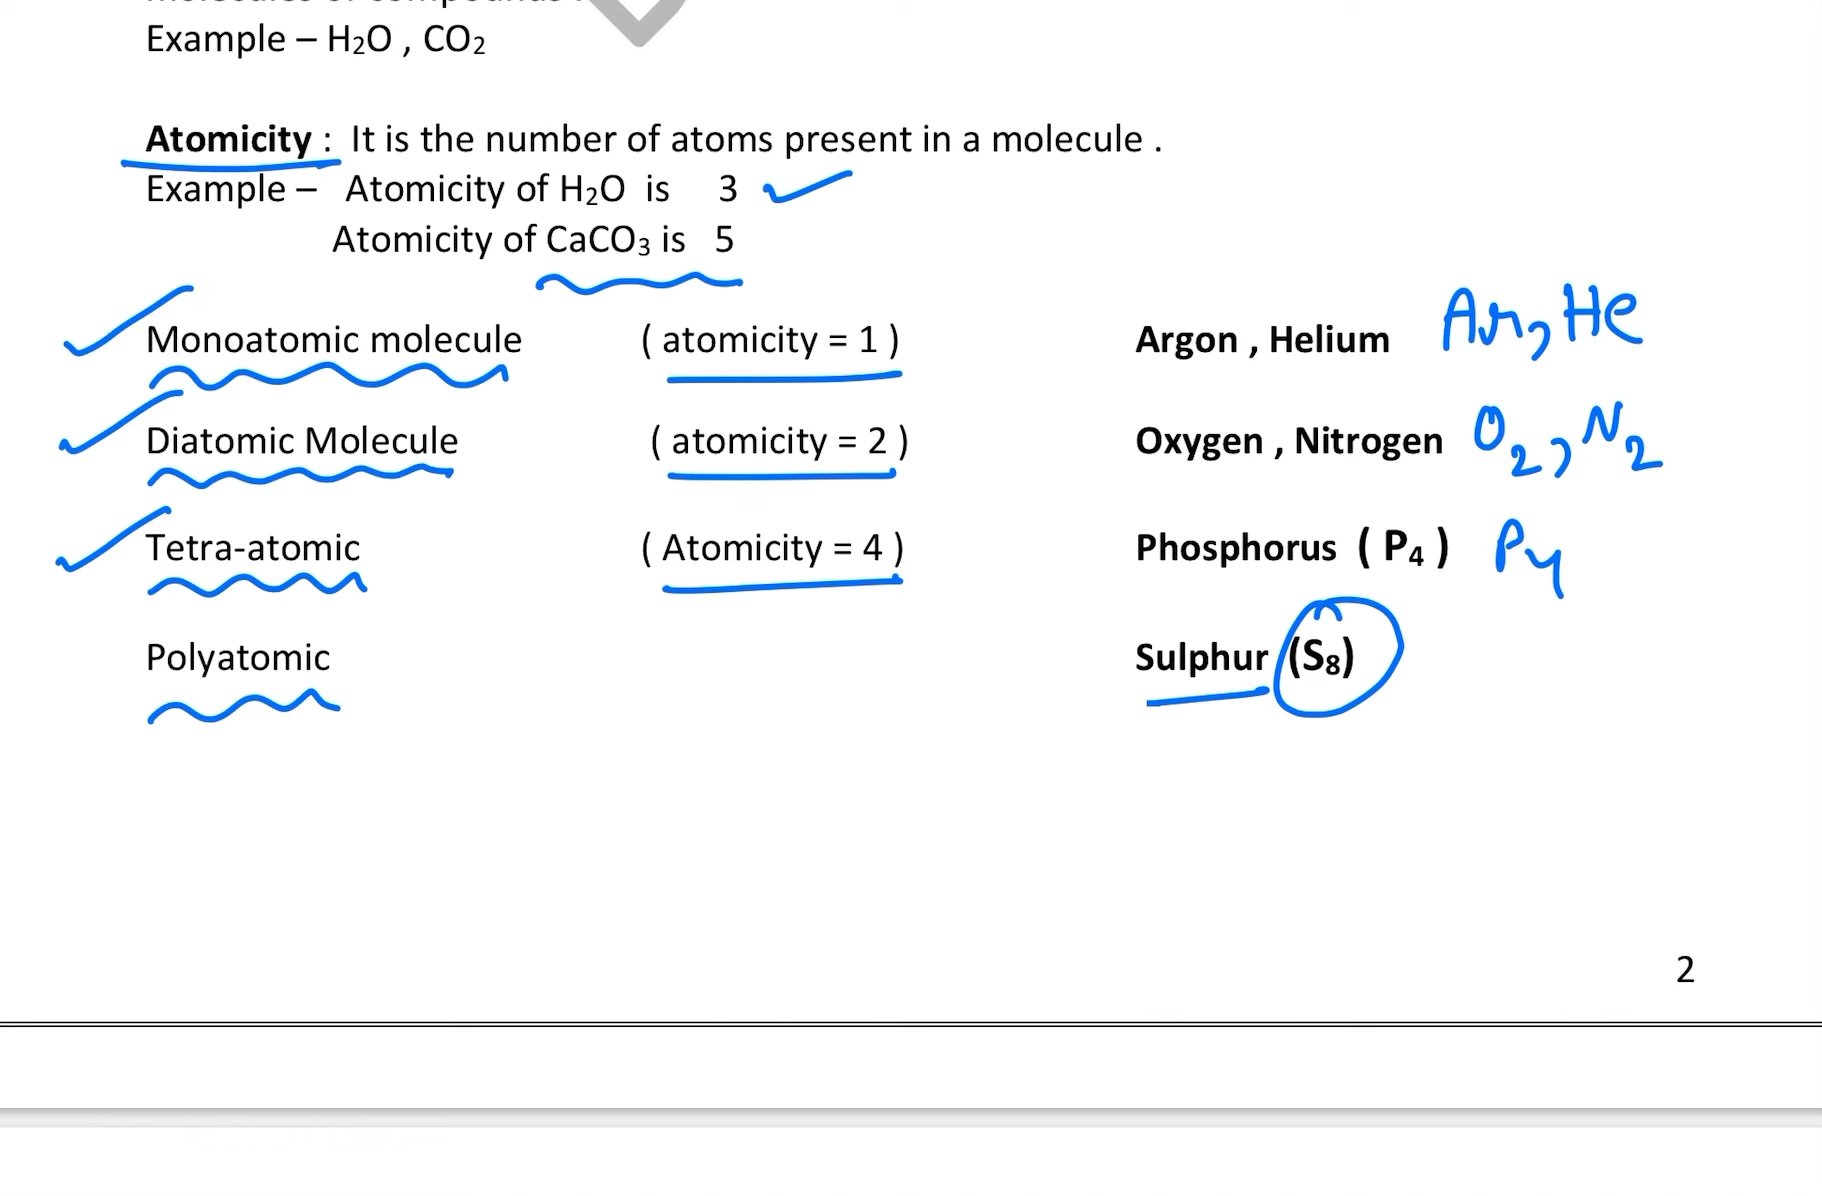 Example – H₂O , CO₂
Atomicity :  It is the number of atoms present in a molecule .
Example –  Atomicity of H₂O  is    3
Atomicity of CaCO₃ is   5
Monoatomic molecule ( atomicity = 1 ) Argon , Helium Ar, He
Diatomic Molecule ( atomicity = 2 ) Oxygen , Nitrogen O₂, N₂
Tetra-atomic ( Atomicity = 4 ) Phosphorus ( P₄ ) P4
Polyatomic Sulphur (S₈)
2